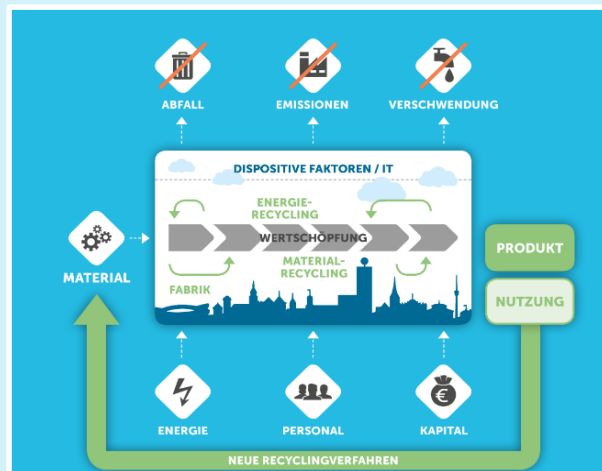 ABFALL
EMISSIONEN
VERSCHWENDUNG
DISPOSITIVE FAKTOREN / IT
ENERGIE-
RECYCLING
WERTSCHÖPFUNG
MATERIAL-
RECYCLING
FABRIK
MATERIAL
PRODUKT
NUTZUNG
ENERGIE
PERSONAL
€
KAPITAL
NEUE RECYCLINGVERFAHREN